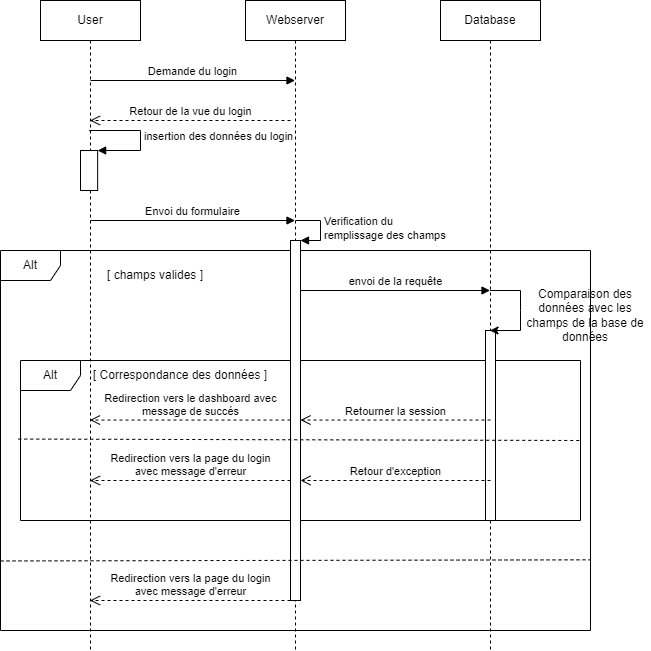 User
Webserver
Database
Demande du login
Retour de la vue du login
insertion des données du login
Envoi du formulaire
Verification du
remplissage des champs
Alt
[ champs valides ]
envoi de la requête
Comparaison des
données avec les
champs de la base de
données
Alt
[ Correspondance des données ]
Redirection vers le dashboard avec
message de succés
Retourner la session
Redirection vers la page du login
avec message d'erreur
Retour d'exception
Redirection vers la page du login
avec message d'erreur